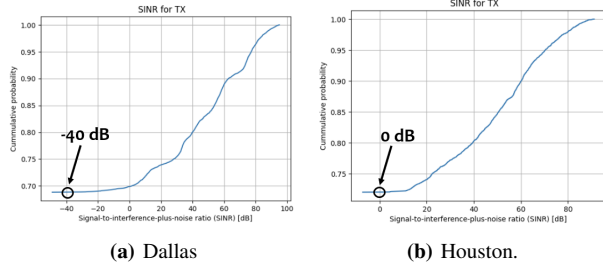 SINR for TX
Cummulative probability
1.00
0.95
0.90
0.85
0.80
0.75
0.70
-40 dB
−40 −20 0 20 40 60 80 100
Signal-to-interference-plus-noise ratio (SINR) [dB]
(a) Dallas
SINR for TX
Cummulative probability
1.00
0.95
0.90
0.85
0.80
0.75
0 dB
0 20 40 60 80
Signal-to-interference-plus-noise ratio (SINR) [dB]
(b) Houston.